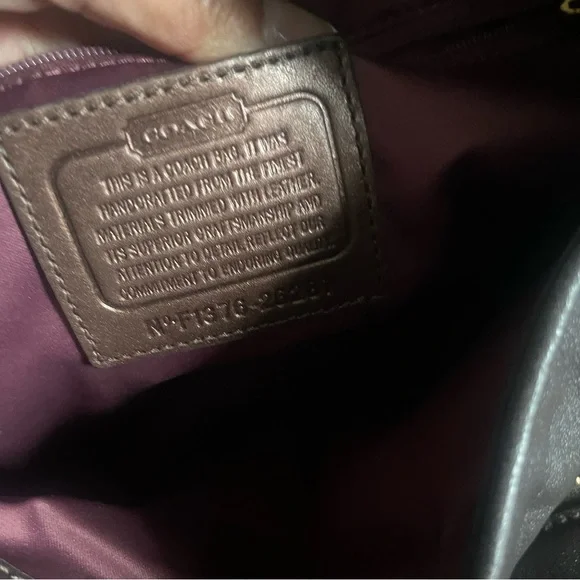 COACH
THIS IS A COACH BAG. IT WAS
HANDCRAFTED FROM THE FINEST
MATERIALS TRIMMED WITH LEATHER.
ITS SUPERIOR CRAFTSMANSHIP AND
ATTENTION TO DETAIL REFLECT OUR
COMMITMENT TO ENDURING QUALITY.